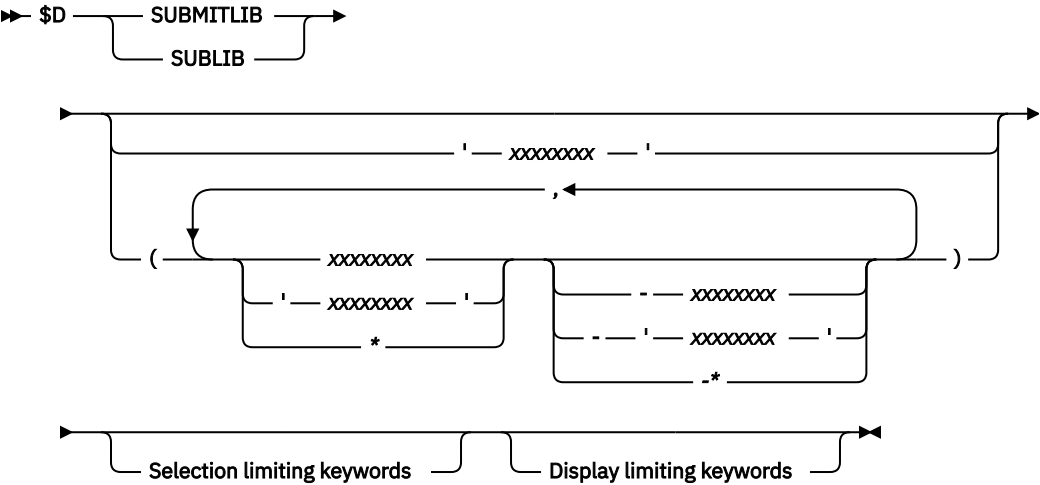 $D SUBMITLIB
SUBLIB
' xxxxxxxx '
,
( xxxxxxxx )
- xxxxxxxx
' xxxxxxxx '
- ' xxxxxxxx '
*
-*
Selection limiting keywords Display limiting keywords